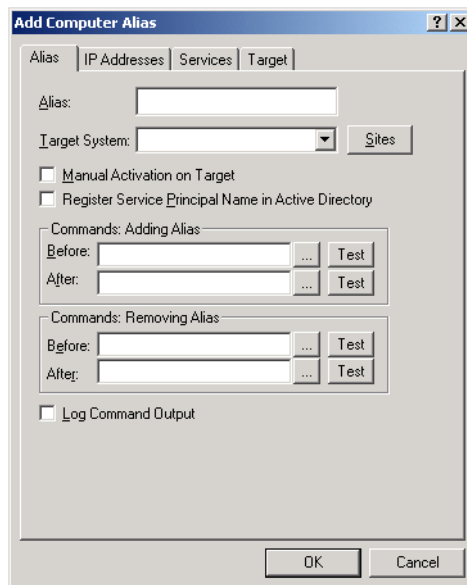 Add Computer Alias ? X
Alias IP Addresses Services Target
Alias:
Target System: Sites
Manual Activation on Target
Register Service Principal Name in Active Directory
Commands: Adding Alias
Before: ... Test
After: ... Test
Commands: Removing Alias
Before: ... Test
After: ... Test
Log Command Output
OK Cancel